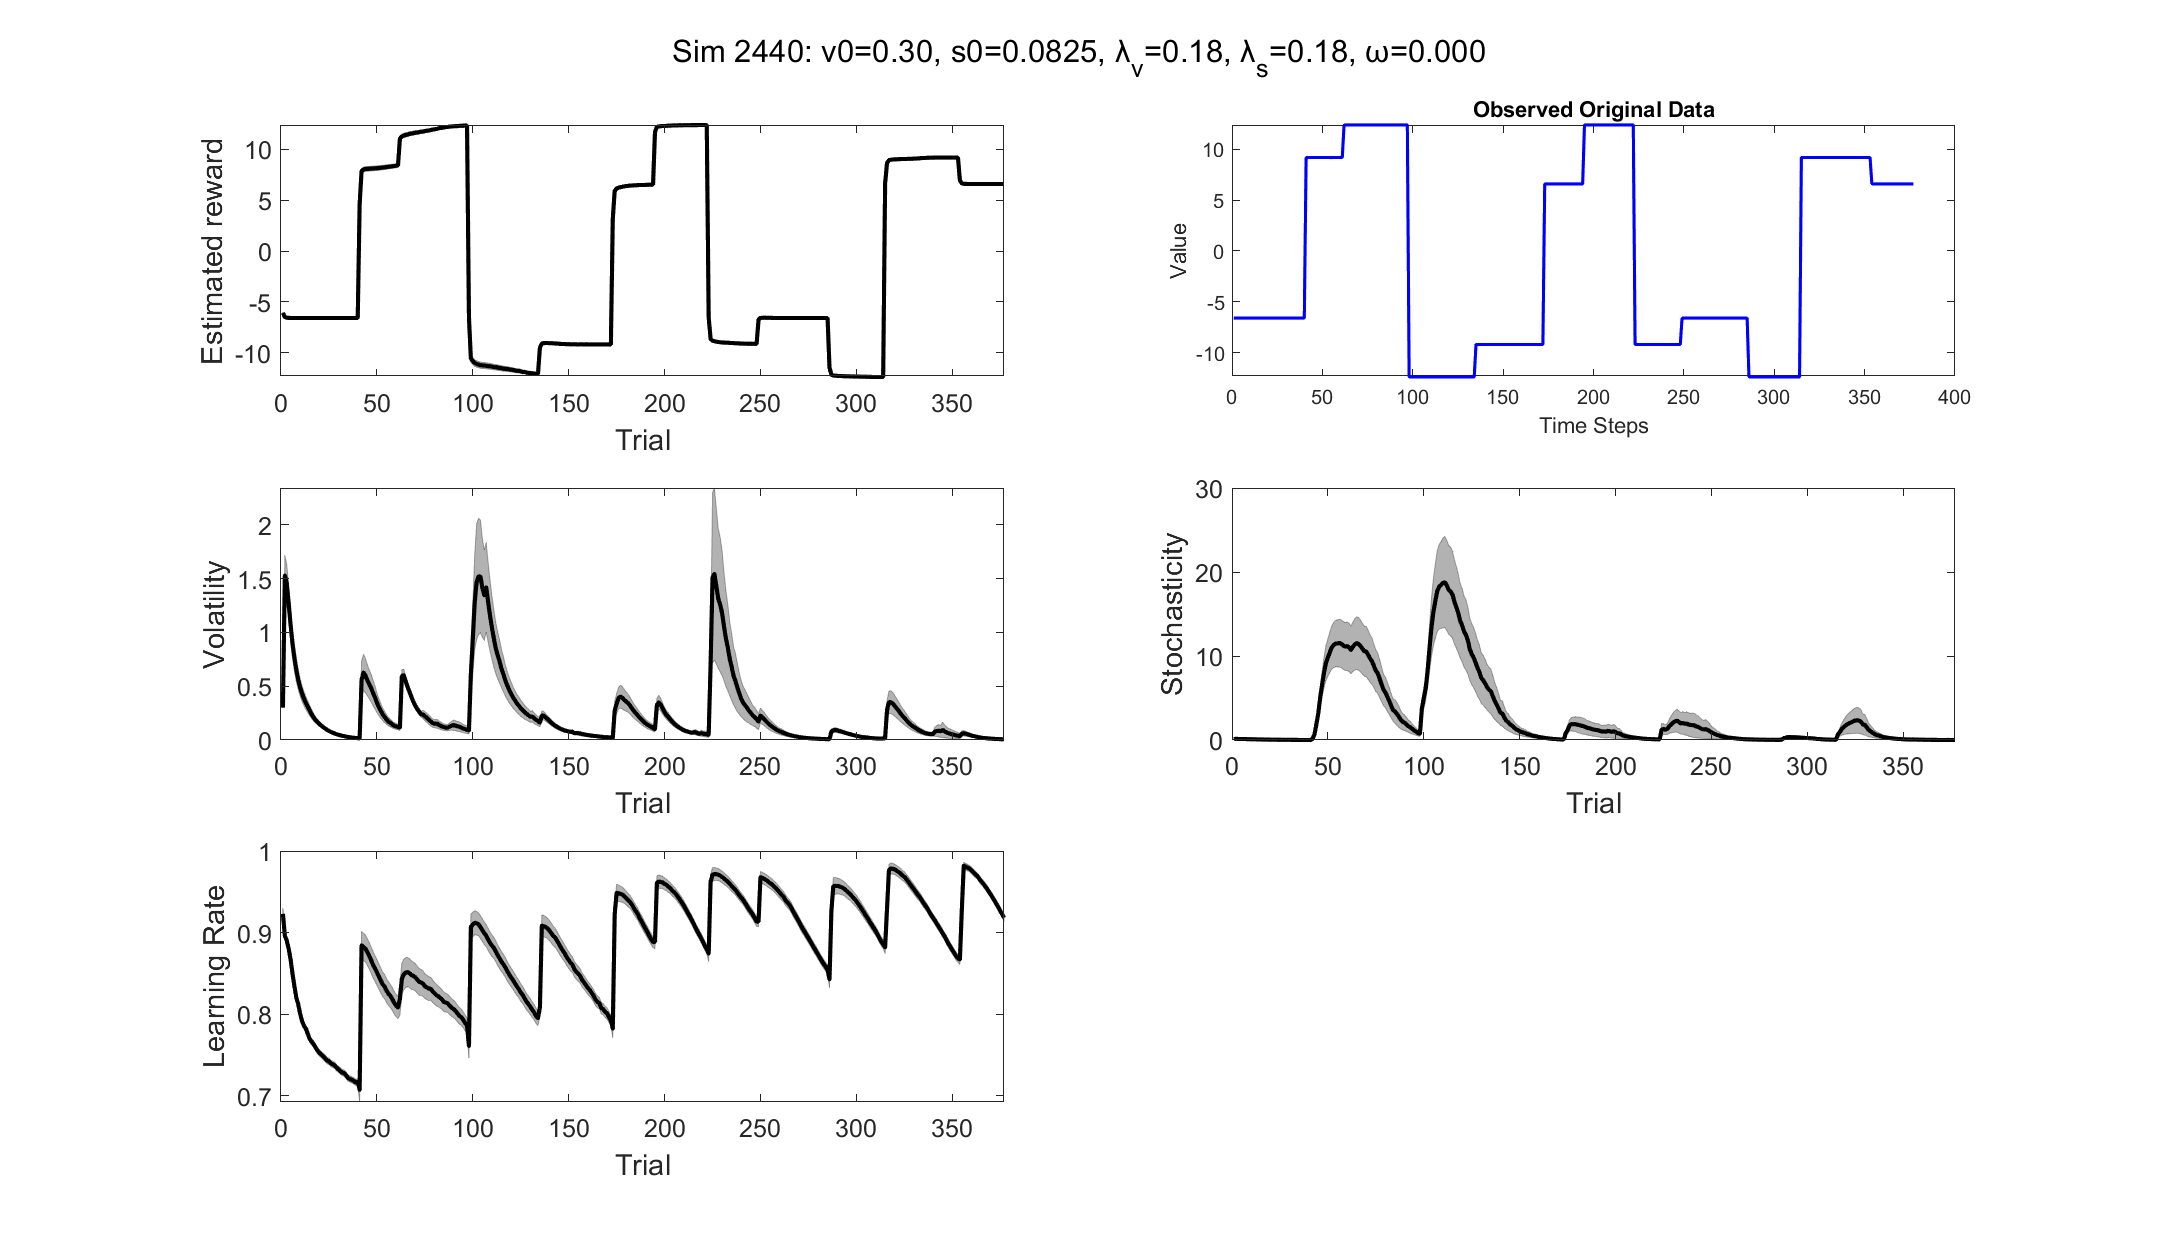 Sim 2440: v0=0.30, s0=0.0825, λv=0.18, λs=0.18, ω=0.000
Estimated reward
10
5
0
-5
-10
0 50 100 150 200 250 300 350
Trial
Observed Original Data
Value
10
5
0
-5
-10
0 50 100 150 200 250 300 350 400
Time Steps
Volatility
2
1.5
1
0.5
0
0 50 100 150 200 250 300 350
Trial
Stochasticity
30
20
10
0
0 50 100 150 200 250 300 350
Trial
Learning Rate
1
0.9
0.8
0.7
0 50 100 150 200 250 300 350
Trial